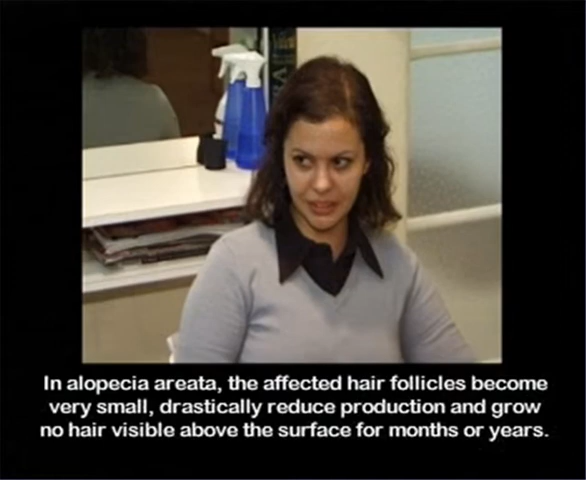 In alopecia areata, the affected hair follicles become
very small, drastically reduce production and grow
no hair visible above the surface for months or years.